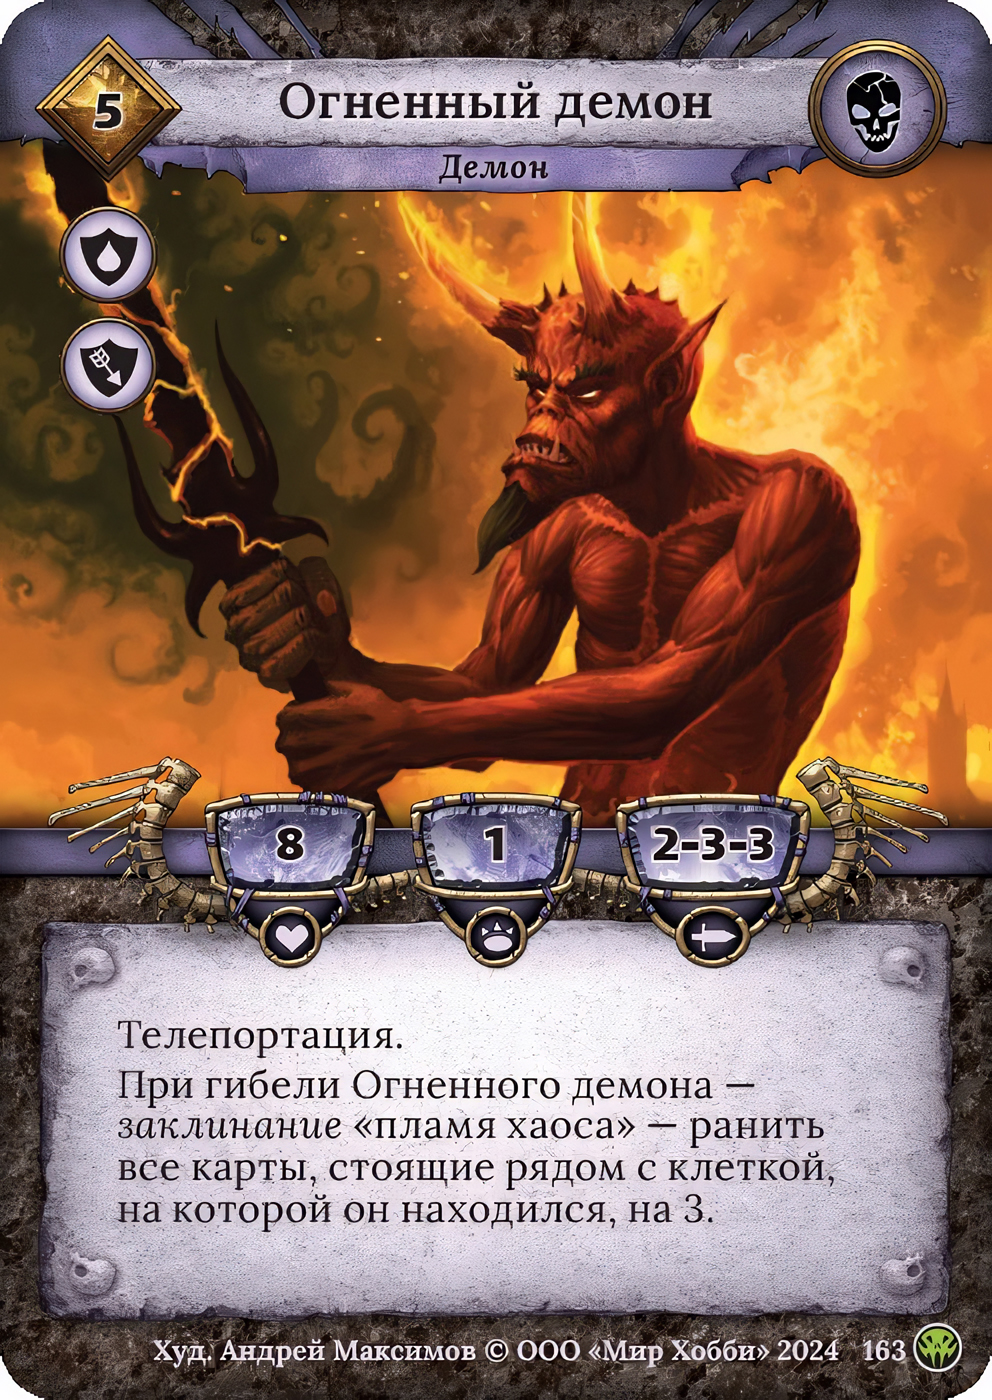 5
Огненный демон
Демон
8
1
2-3-3
Телепортация.
При гибели Огненного демона —
заклинание «пламя хаоса» — ранить
все карты, стоящие рядом с клеткой,
на которой он находился, на 3.
Худ. Андрей Максимов © ООО «Мир Хобби» 2024 163